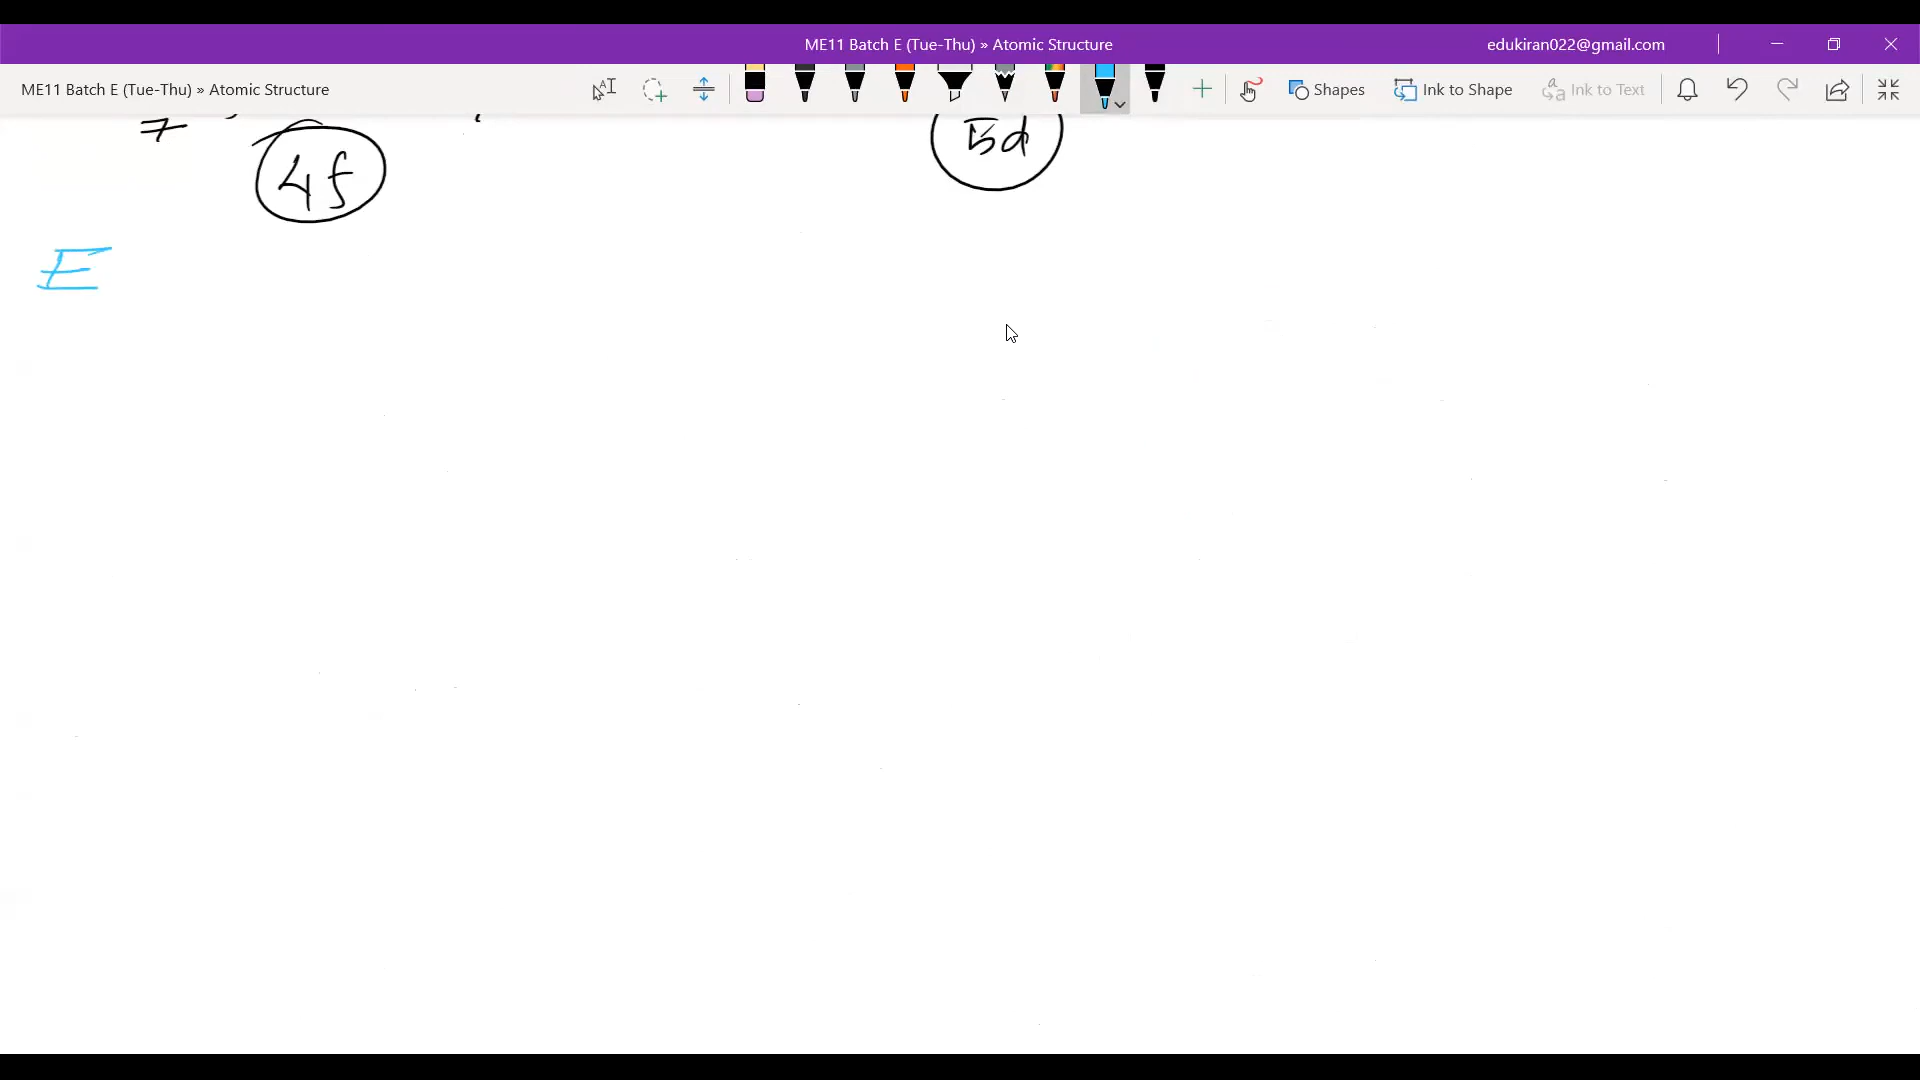 ME11 Batch E (Tue-Thu) » Atomic Structure
edukiran022@gmail.com
ME11 Batch E (Tue-Thu) » Atomic Structure
Shapes
Ink to Shape
Ink to Text
7
5d
4f
E